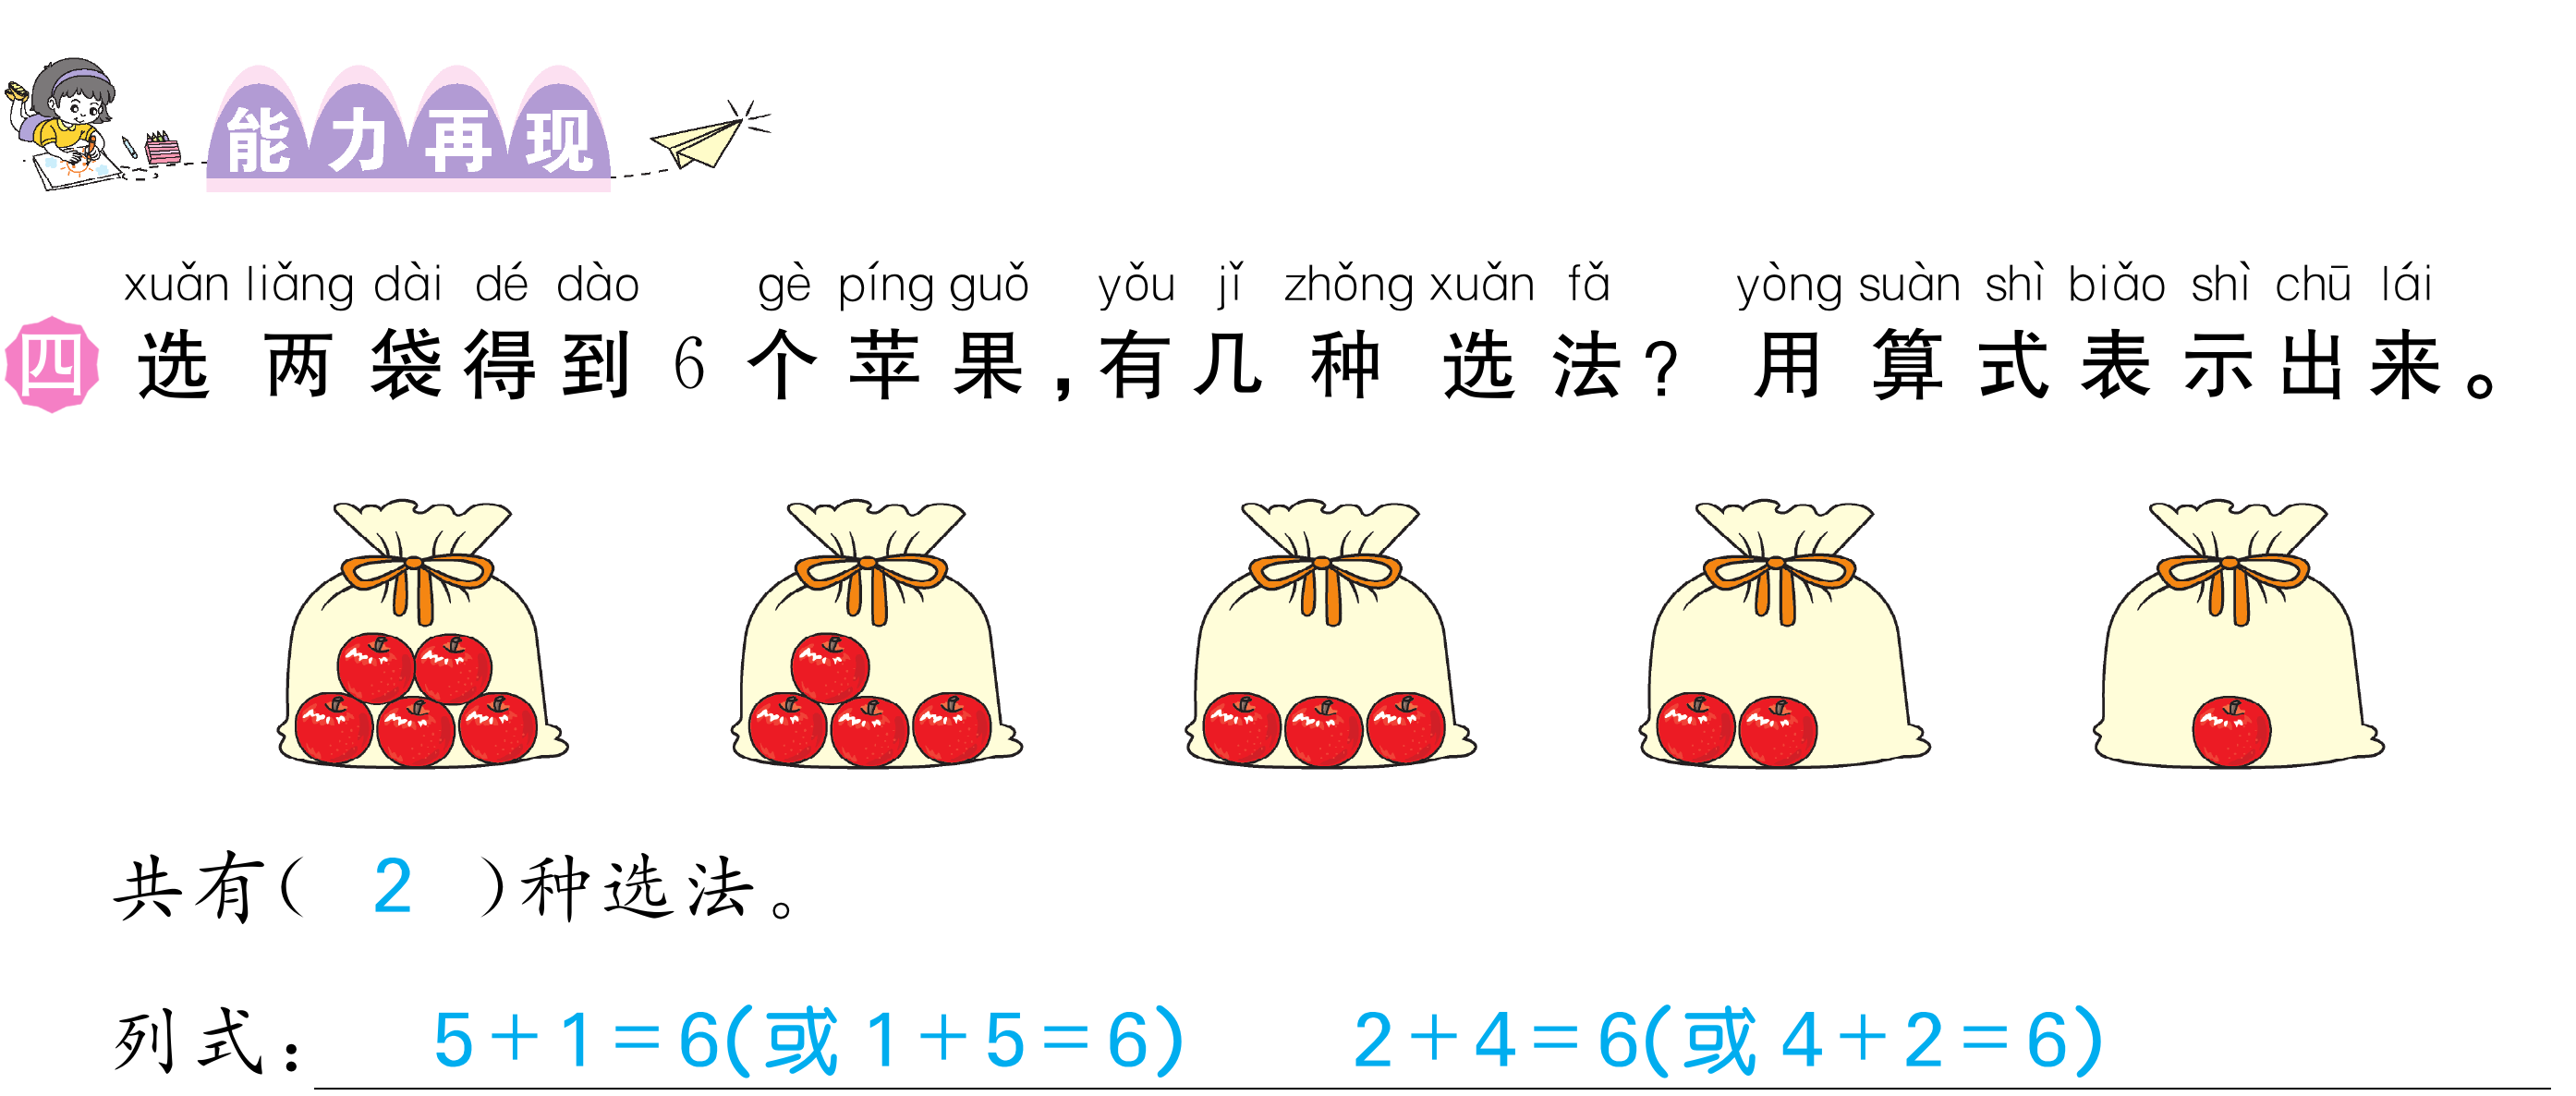 能力再现
xuǎn liǎng dài dé dào gè píng guǒ yǒu jǐ zhǒng xuǎn fǎ yòng suàn shì biǎo shì chū lái
四 选两袋得到6个苹果,有几种选法?用算式表示出来。
共有( 2 )种选法。
列式: 5+1=6(或1+5=6) 2+4=6(或4+2=6)